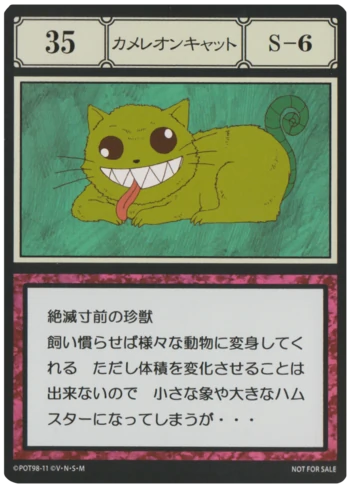 35 カメレオンキャット S-6
絶滅寸前の珍獣
飼い慣らせば様々な動物に変身してく
れる ただし体積を変化させることは
出来ないので 小さな象や大きなハム
スターになってしまうが・・・
©POT98-11 ©V・N・S・M NOT FOR SALE